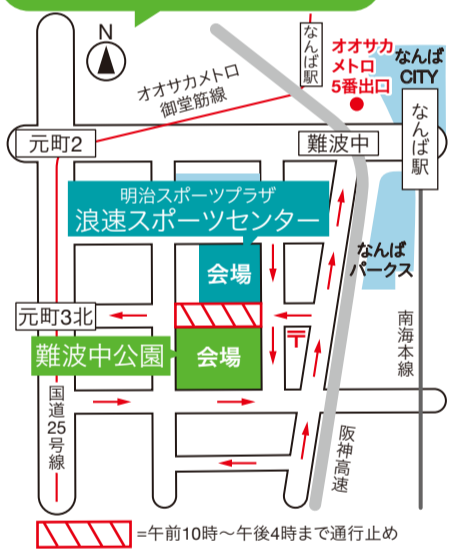 N
なんば駅
オオサカ
メトロ
5番出口
なんば
CITY
オオサカメトロ
御堂筋線
なんば駅
元町2
難波中
明治スポーツプラザ
浪速スポーツセンター
なんば
パークス
会場
元町3北
〒
難波中公園
会場
南海本線
国道25号線
阪神高速
=午前10時～午後4時まで通行止め